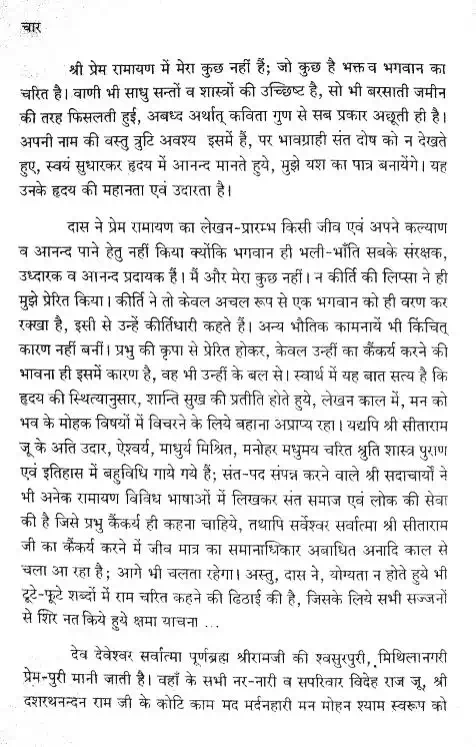 चार
श्री प्रेम रामायण में मेरा कुछ नहीं हैं; जो कुछ है भक्त व भगवान का
चरित है। वाणी भी साधु सन्तों व शास्त्रों की उच्छिष्ट है, सो भी बरसाती जमीन
की तरह फिसलती हुई, अबध्द अर्थात् कविता गुण से सब प्रकार अछूती ही है।
अपनी नाम की वस्तु त्रुटि अवश्य इसमें हैं, पर भावग्राही संत दोष को न देखते
हुए, स्वयं सुधारकर हृदय में आनन्द मानते हुये, मुझे यश का पात्र बनायेंगे। यह
उनके हृदय की महानता एवं उदारता है।
दास ने प्रेम रामायण का लेखन-प्रारम्भ किसी जीव एवं अपने कल्याण
व आनन्द पाने हेतु नहीं किया क्योंकि भगवान ही भली-भाँति सबके संरक्षक,
उध्दारक व आनन्द प्रदायक हैं। मैं और मेरा कुछ नहीं। न कीर्ति की लिप्सा ने ही
मुझे प्रेरित किया। कीर्ति ने तो केवल अचल रूप से एक भगवान को ही वरण कर
रक्खा है, इसी से उन्हें कीर्तिधारी कहते हैं। अन्य भौतिक कामनायें भी किंचित्
कारण नहीं बनीं। प्रभु की कृपा से प्रेरित होकर, केवल उन्हीं का कैंकर्य करने की
भावना ही इसमें कारण है, वह भी उन्हीं के बल से। स्वार्थ में यह बात सत्य है कि
हृदय की स्थित्यानुसार, शान्ति सुख की प्रतीति होते हुये, लेखन काल में, मन को
भव के मोहक विषयों में विचरने के लिये बहाना अप्राप्य रहा। यद्यपि श्री सीताराम
जू के अति उदार, ऐश्वर्य, माधुर्य मिश्रित, मनोहर मधुमय चरित श्रुति शास्त्र पुराण
एवं इतिहास में बहुविधि गाये गये हैं; संत-पद संपन्न करने वाले श्री सदाचार्यों ने
भी अनेक रामायण विविध भाषाओं में लिखकर संत समाज एवं लोक की सेवा
की है जिसे प्रभु कैंकर्य ही कहना चाहिये, तथापि सर्वेश्वर सर्वात्मा श्री सीताराम
जी का कैंकर्य करने में जीव मात्र का समानाधिकार अबाधित अनादि काल से
चला आ रहा है; आगे भी चलता रहेगा। अस्तु, दास ने, योग्यता न होते हुये भी
टूटे-फूटे शब्दों में राम चरित कहने की ढिठाई की है, जिसके लिये सभी सज्जनों
से शिर नत किये हुये क्षमा याचना ...
देव देवेश्वर सर्वात्मा पूर्णब्रह्म श्रीरामजी की श्वसुरपुरी, मिथिलानगरी
प्रेम-पुरी मानी जाती है। वहाँ के सभी नर-नारी व सपरिवार विदेह राज जू, श्री
दशरथनन्दन राम जी के कोटि काम मद मर्दनहारी मन मोहन श्याम स्वरूप को